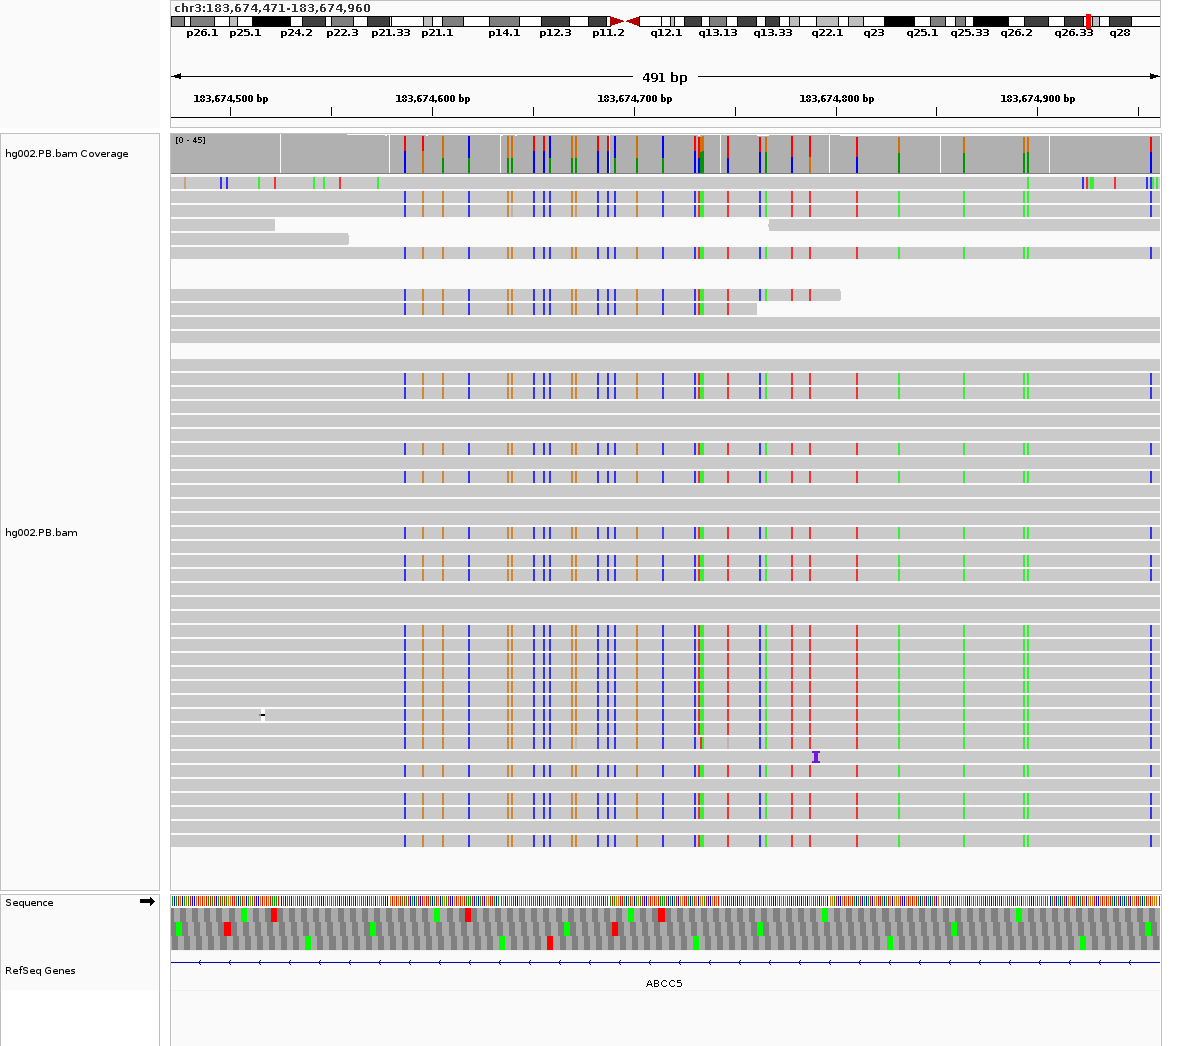 chr3:183,674,471-183,674,960
p26.1 p25.1 p24.2 p22.3 p21.33 p21.1 p14.1 p12.3 p11.2 q12.1 q13.13 q13.33 q22.1 q23 q25.1 q25.33 q26.2 q26.33 q28
491 bp
183,674,500 bp 183,674,600 bp 183,674,700 bp 183,674,800 bp 183,674,900 bp
[0 - 45]
hg002.PB.bam Coverage
hg002.PB.bam
Sequence
RefSeq Genes
ABCC5